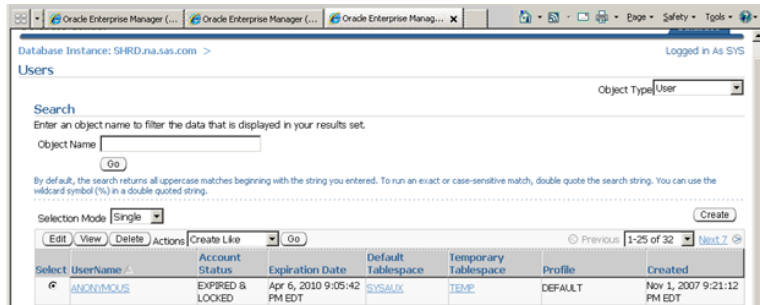 Oracle Enterprise Manager (... Oracle Enterprise Manager (... Oracle Enterprise Manag... X Page Safety Tools
Database Instance: SHRD.na.sas.com >
Logged in As SYS
Users
Object Type User
Search
Enter an object name to filter the data that is displayed in your results set.
Object Name
Go
By default, the search returns all uppercase matches beginning with the string you entered. To run an exact or case-sensitive match, double quote the search string. You can use the
wildcard symbol (%) in a double quoted string.
Selection Mode Single
Create
Edit View Delete Actions Create Like Go Previous 1-25 of 32 Next 7
Select UserName Account Status Expiration Date Default Tablespace Temporary Tablespace Profile Created
ANONYMOUS EXPIRED & LOCKED Apr 6, 2010 9:05:42 PM EDT SYSAUX TEMP DEFAULT Nov 1, 2007 9:21:12 PM EDT